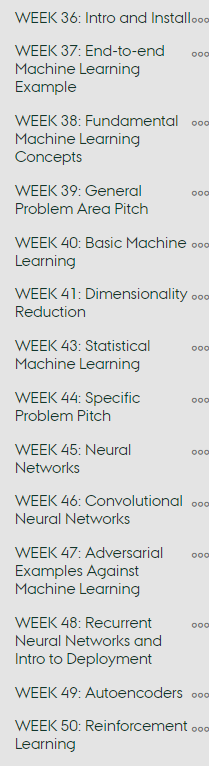 WEEK 36: Intro and Install
WEEK 37: End-to-end
Machine Learning
Example
WEEK 38: Fundamental
Machine Learning
Concepts
WEEK 39: General
Problem Area Pitch
WEEK 40: Basic Machine
Learning
WEEK 41: Dimensionality
Reduction
WEEK 43: Statistical
Machine Learning
WEEK 44: Specific
Problem Pitch
WEEK 45: Neural
Networks
WEEK 46: Convolutional
Neural Networks
WEEK 47: Adversarial
Examples Against
Machine Learning
WEEK 48: Recurrent
Neural Networks and
Intro to Deployment
WEEK 49: Autoencoders
WEEK 50: Reinforcement
Learning